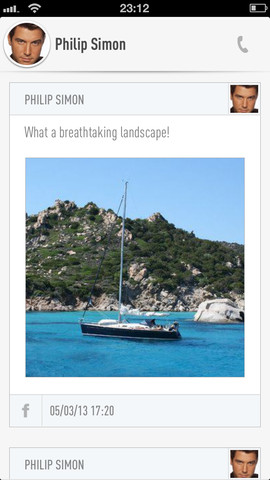 23:12
Philip Simon
PHILIP SIMON
What a breathtaking landscape!
f
05/03/13 17:20
PHILIP SIMON